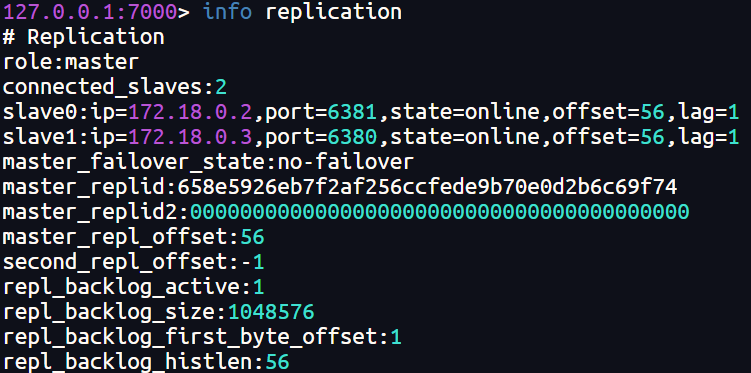 127.0.0.1:7000> info replication
# Replication
role:master
connected_slaves:2
slave0:ip=172.18.0.2,port=6381,state=online,offset=56,lag=1
slave1:ip=172.18.0.3,port=6380,state=online,offset=56,lag=1
master_failover_state:no-failover
master_replid:658e5926eb7f2af256ccfede9b70e0d2b6c69f74
master_replid2:0000000000000000000000000000000000000000
master_repl_offset:56
second_repl_offset:-1
repl_backlog_active:1
repl_backlog_size:1048576
repl_backlog_first_byte_offset:1
repl_backlog_histlen:56